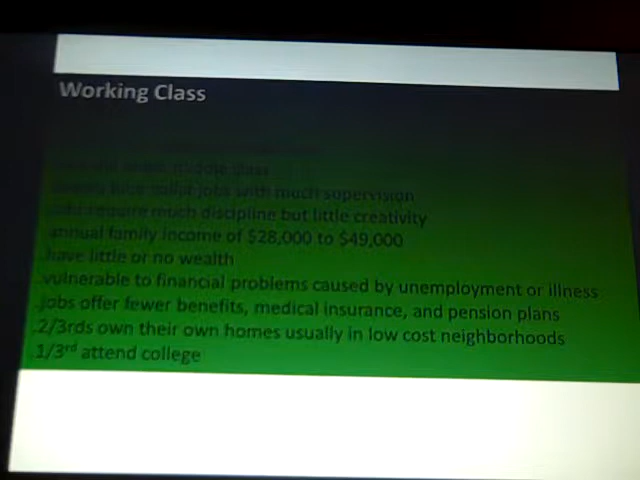 Working Class
middle class
collar jobs with much supervision
require much discipline but little creativity
annual family income of $28,000 to $49,000
.have little or no wealth
.vulnerable to financial problems caused by unemployment or illness
.jobs offer fewer benefits, medical insurance, and pension plans
.2/3rds own their own homes usually in low cost neighborhoods
.1/3rd attend college